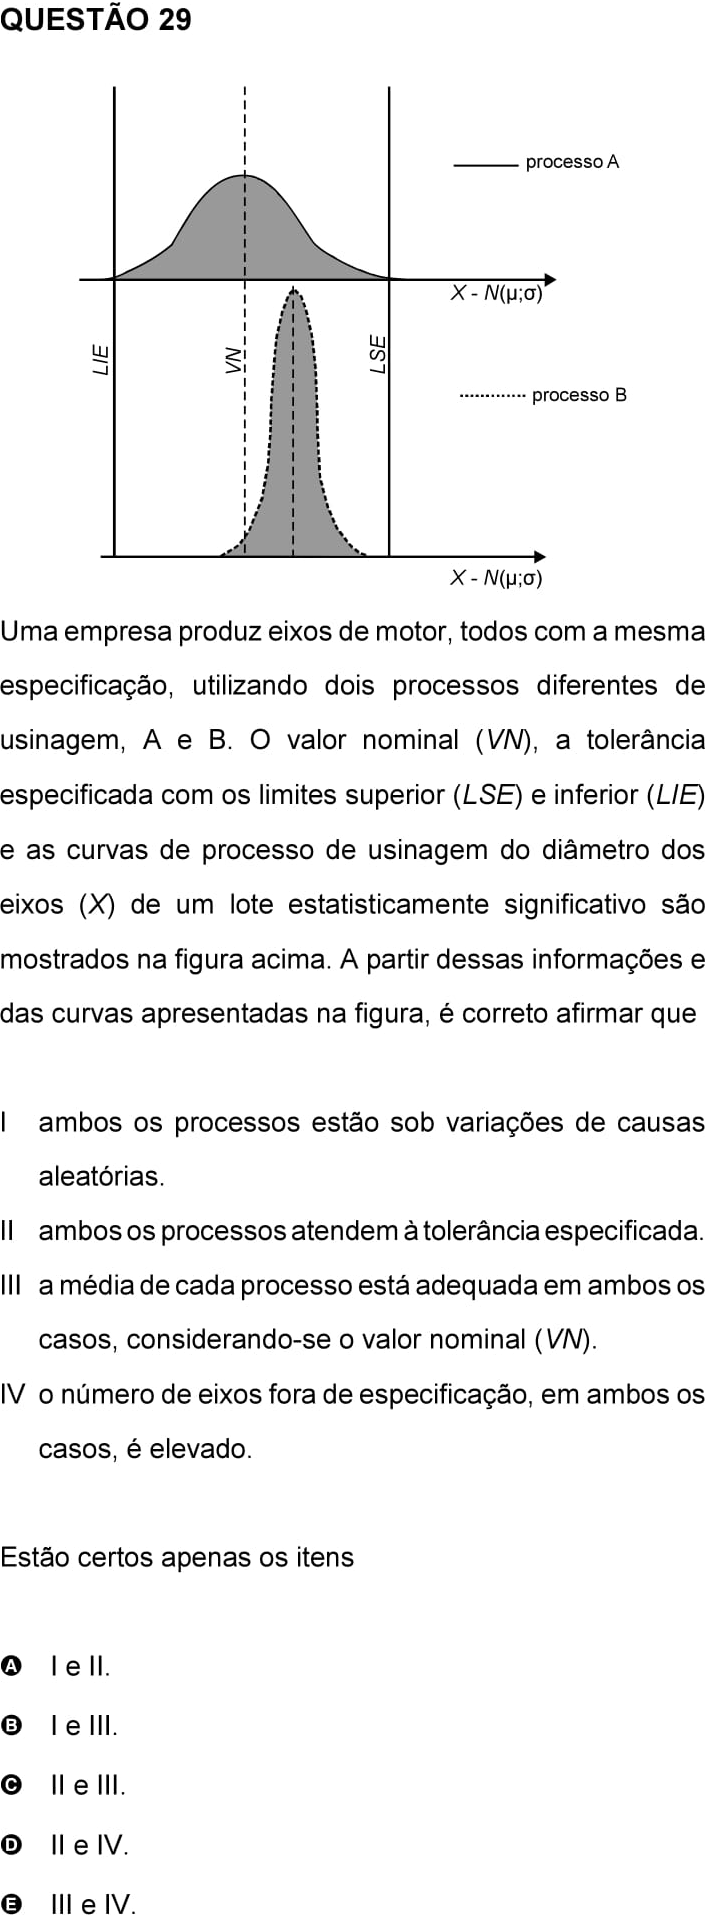 QUESTÃO 29
processo A
X - N(μ;σ)
LIE
VN
LSE
processo B
X - N(μ;σ)
Uma empresa produz eixos de motor, todos com a mesma
especificação, utilizando dois processos diferentes de
usinagem, A e B. O valor nominal (VN), a tolerância
especificada com os limites superior (LSE) e inferior (LIE)
e as curvas de processo de usinagem do diâmetro dos
eixos (X) de um lote estatisticamente significativo são
mostrados na figura acima. A partir dessas informações e
das curvas apresentadas na figura, é correto afirmar que
I ambos os processos estão sob variações de causas
aleatórias.
II ambos os processos atendem à tolerância especificada.
III a média de cada processo está adequada em ambos os
casos, considerando-se o valor nominal (VN).
IV o número de eixos fora de especificação, em ambos os
casos, é elevado.
Estão certos apenas os itens
A I e II.
B I e III.
C II e III.
D II e IV.
E III e IV.